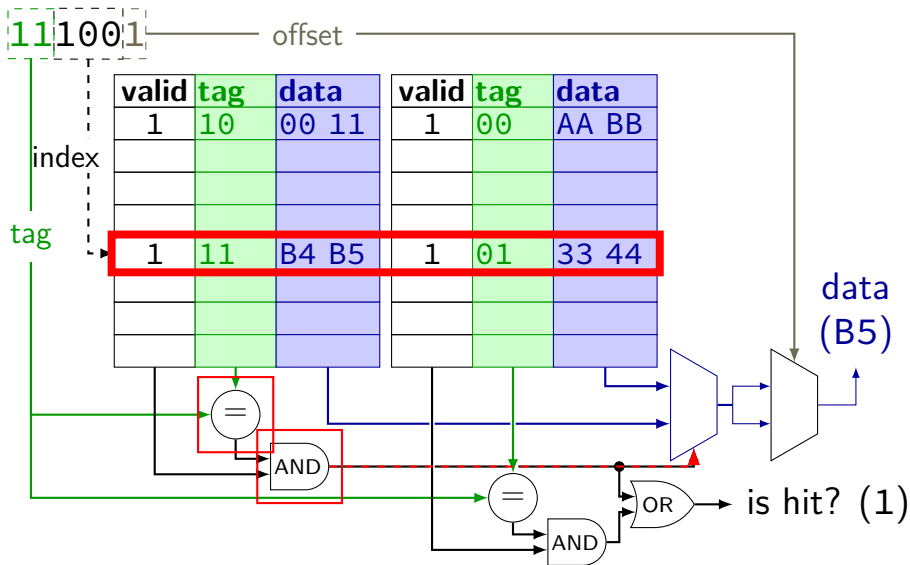 111001 offset
valid tag data valid tag data
1 10 00 11 1 00 AA BB
index
tag
1 11 B4 B5 1 01 33 44
data
(B5)
=
AND
=
OR is hit? (1)
AND